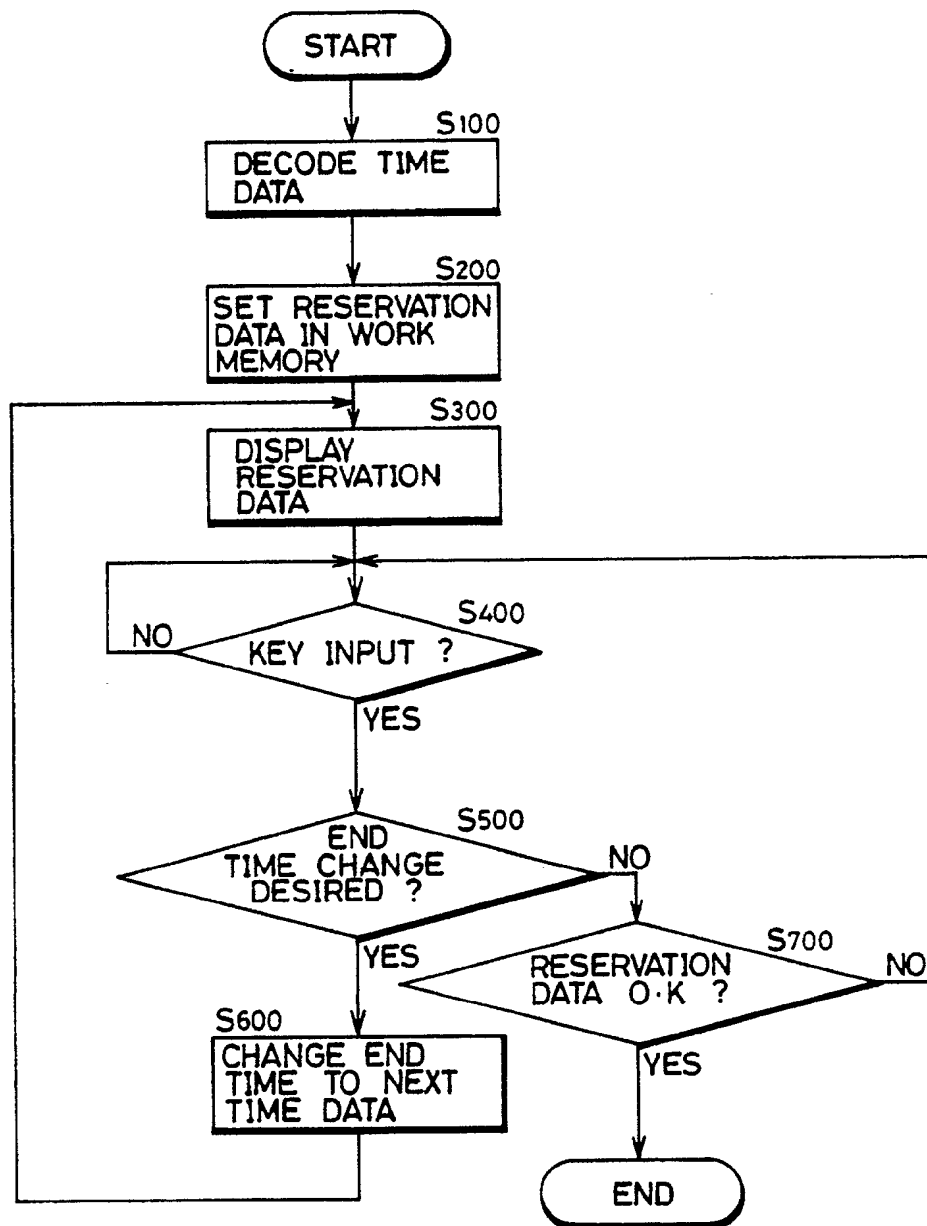 START
S100
DECODE TIME
DATA
S200
SET RESERVATION
DATA IN WORK
MEMORY
S300
DISPLAY
RESERVATION
DATA
S400
NO
KEY INPUT ?
YES
S500
END
TIME CHANGE
DESIRED ?
NO
YES
S700
RESERVATION
DATA O·K ?
NO
YES
S600
CHANGE END
TIME TO NEXT
TIME DATA
END